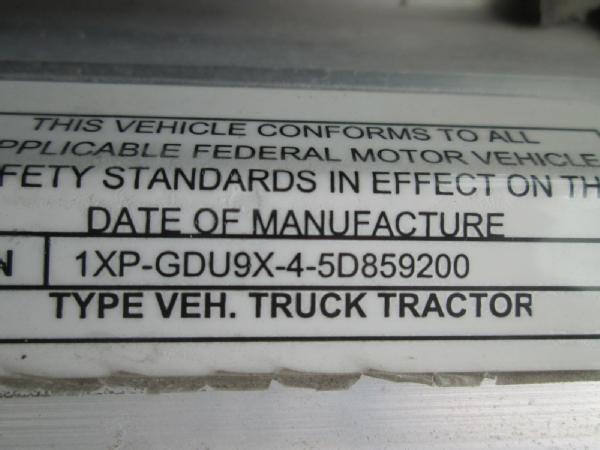 THIS VEHICLE CONFORMS TO ALL
PPLICABLE FEDERAL MOTOR VEHICLE
FETY STANDARDS IN EFFECT ON TH
DATE OF MANUFACTURE
N 1XP-GDU9X-4-5D859200
TYPE VEH. TRUCK TRACTOR